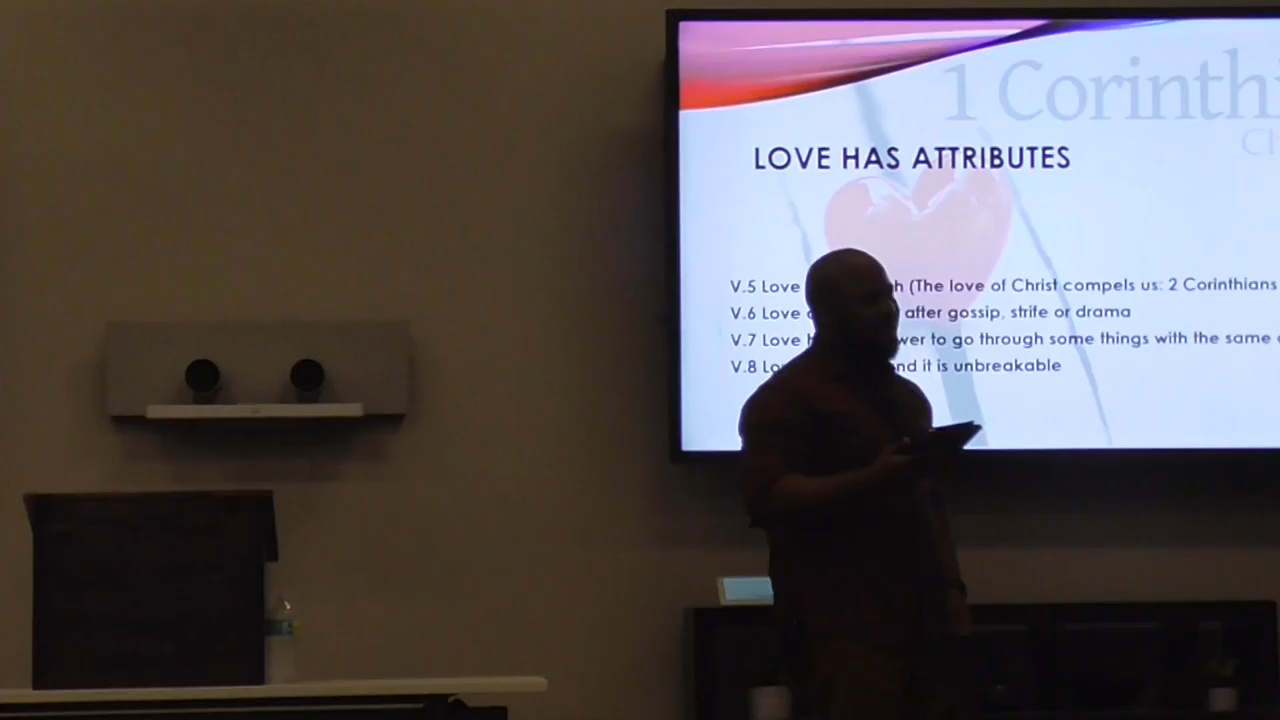 1 Corinthi
Ch
LOVE HAS ATTRIBUTES
V.5 Love h (The love of Christ compels us: 2 Corinthians
V.6 Love after gossip, strife or drama
V.7 Love h wer to go through some things with the same
V.8 Lo nd it is unbreakable